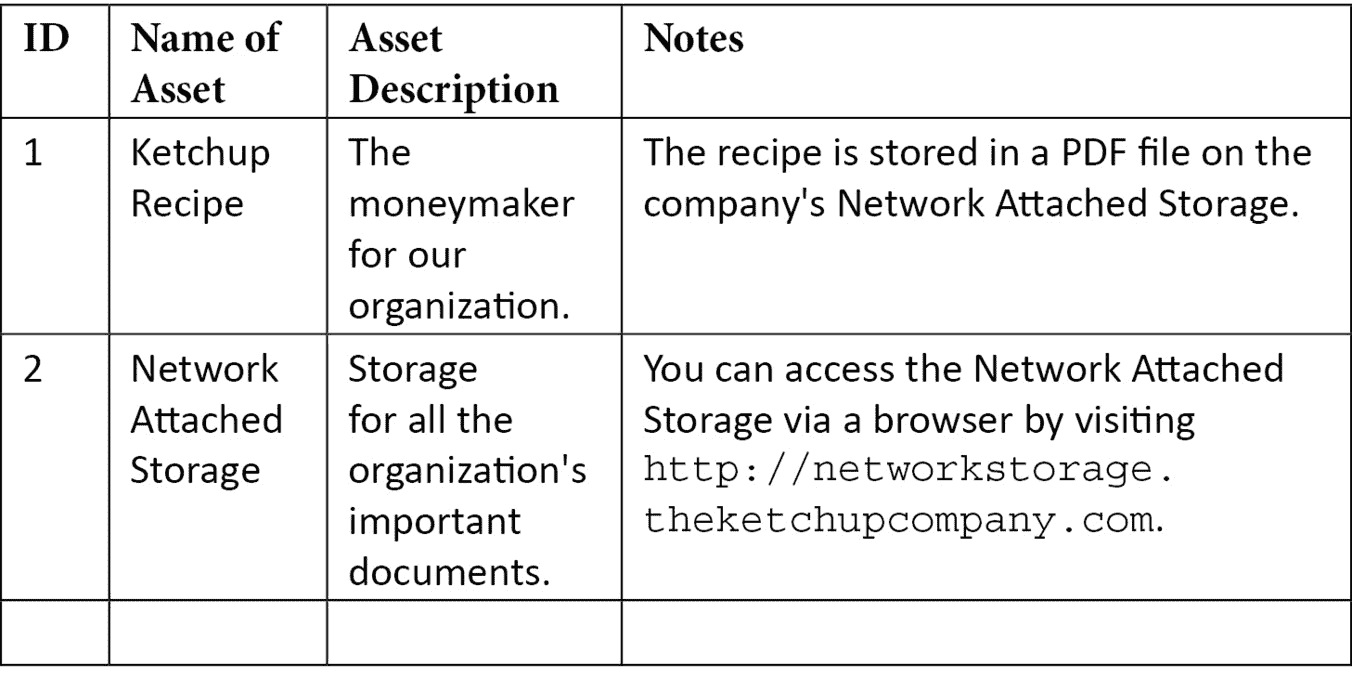 ID
Name of
Asset
Asset
Description
Notes
1
Ketchup
Recipe
The
moneymaker
for our
organization.
The recipe is stored in a PDF file on the
company's Network Attached Storage.
2
Network
Attached
Storage
Storage
for all the
organization's
important
documents.
You can access the Network Attached
Storage via a browser by visiting
http://networkstorage.
theketchupcompany.com.